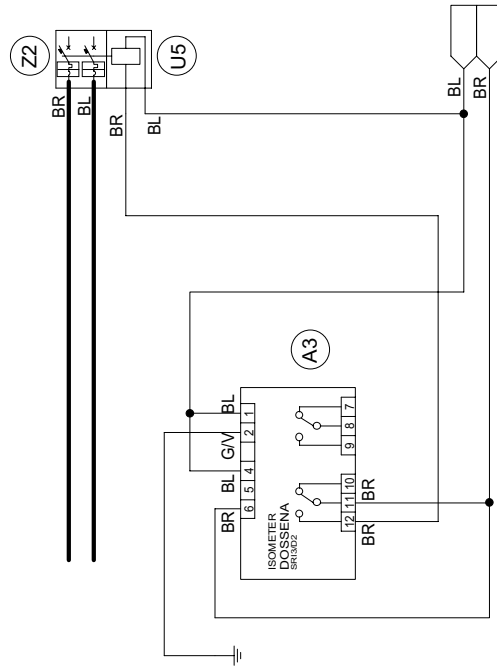 Z2
U5
BR
BL
BR
BL
BL
BR
A3
BL
G/V
BL
BR
1
2
4
5
6
ISOMETER
DOSSENA
SRI3/D2
7
8
9
10
11
12
BR
BR